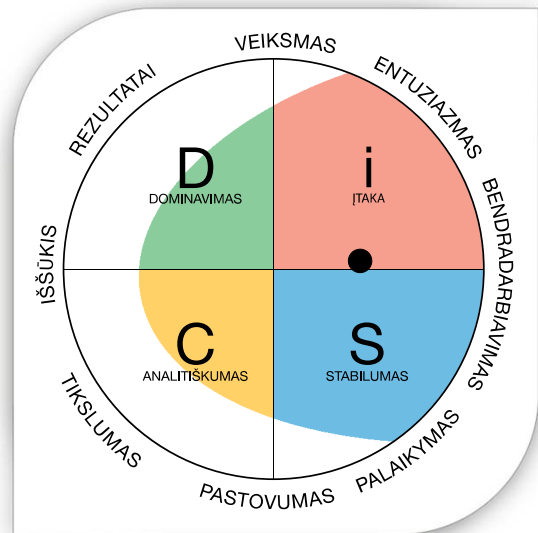 VEIKSMAS
ENTUZIAZMAS
BENDRADARBIAVIMAS
PALAIKYMAS
PASTOVUMAS
TIKSLUMAS
IŠŠŪKIS
REZULTATAI
D
DOMINAVIMAS
i
ĮTAKA
C
ANALITIŠKUMAS
S
STABILUMAS